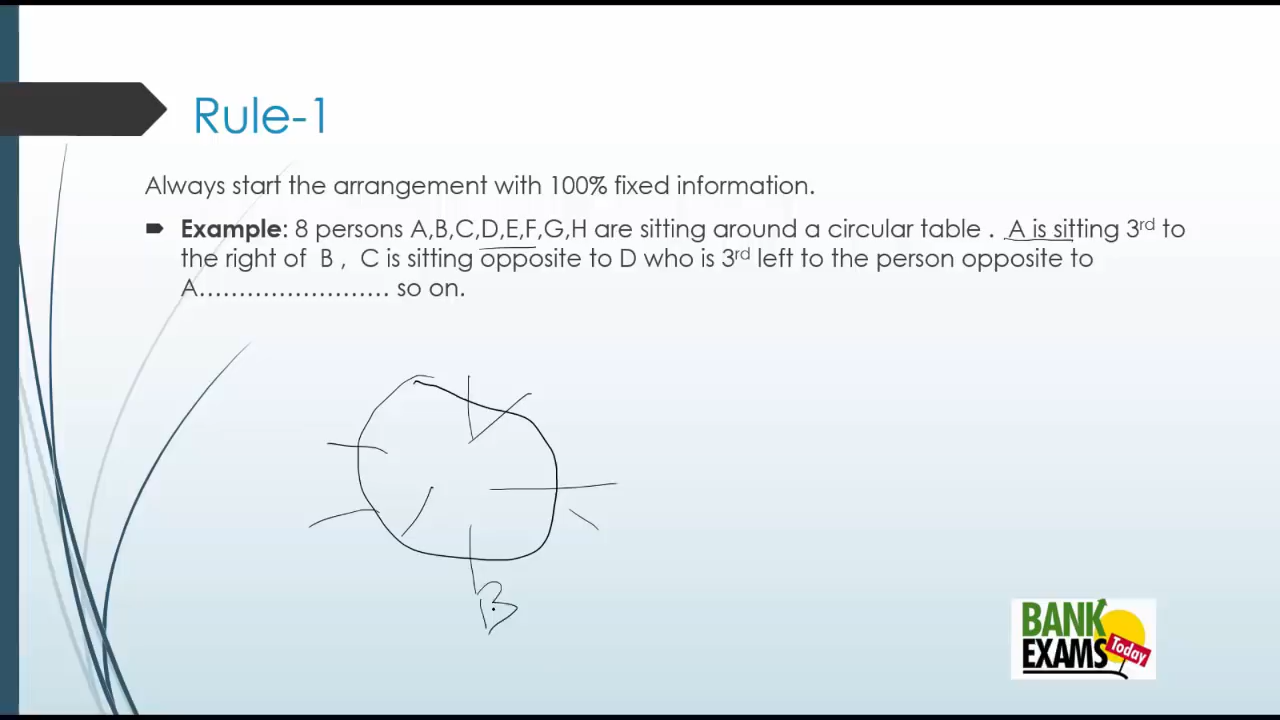 Rule-1
Always start the arrangement with 100% fixed information.
Example: 8 persons A,B,C,D,E,F,G,H are sitting around a circular table . A is sitting 3rd to
the right of B , C is sitting opposite to D who is 3rd left to the person opposite to
A........................ so on.
B
BANK
EXAMS
Today